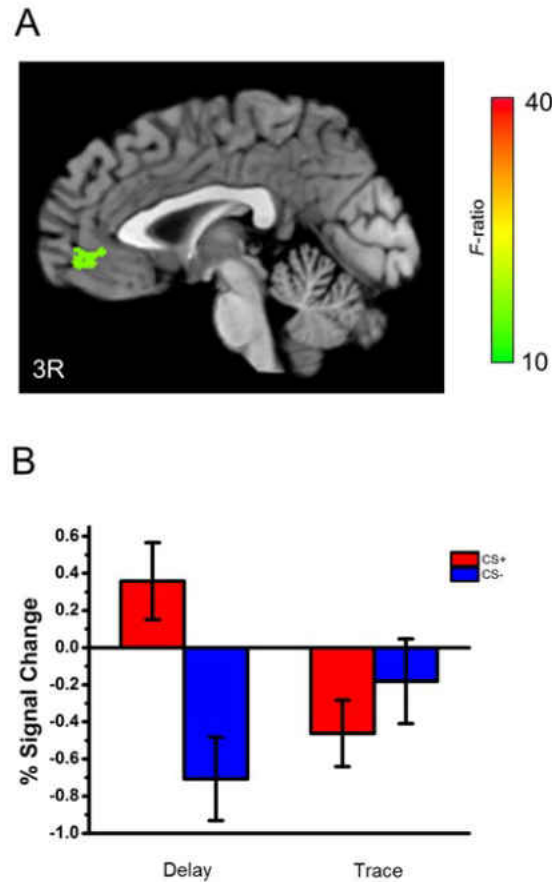 A
40
F-ratio
10
3R
B
CS+
CS-
% Signal Change
0.6
0.4
0.2
0.0
-0.2
-0.4
-0.6
-0.8
-1.0
Delay Trace